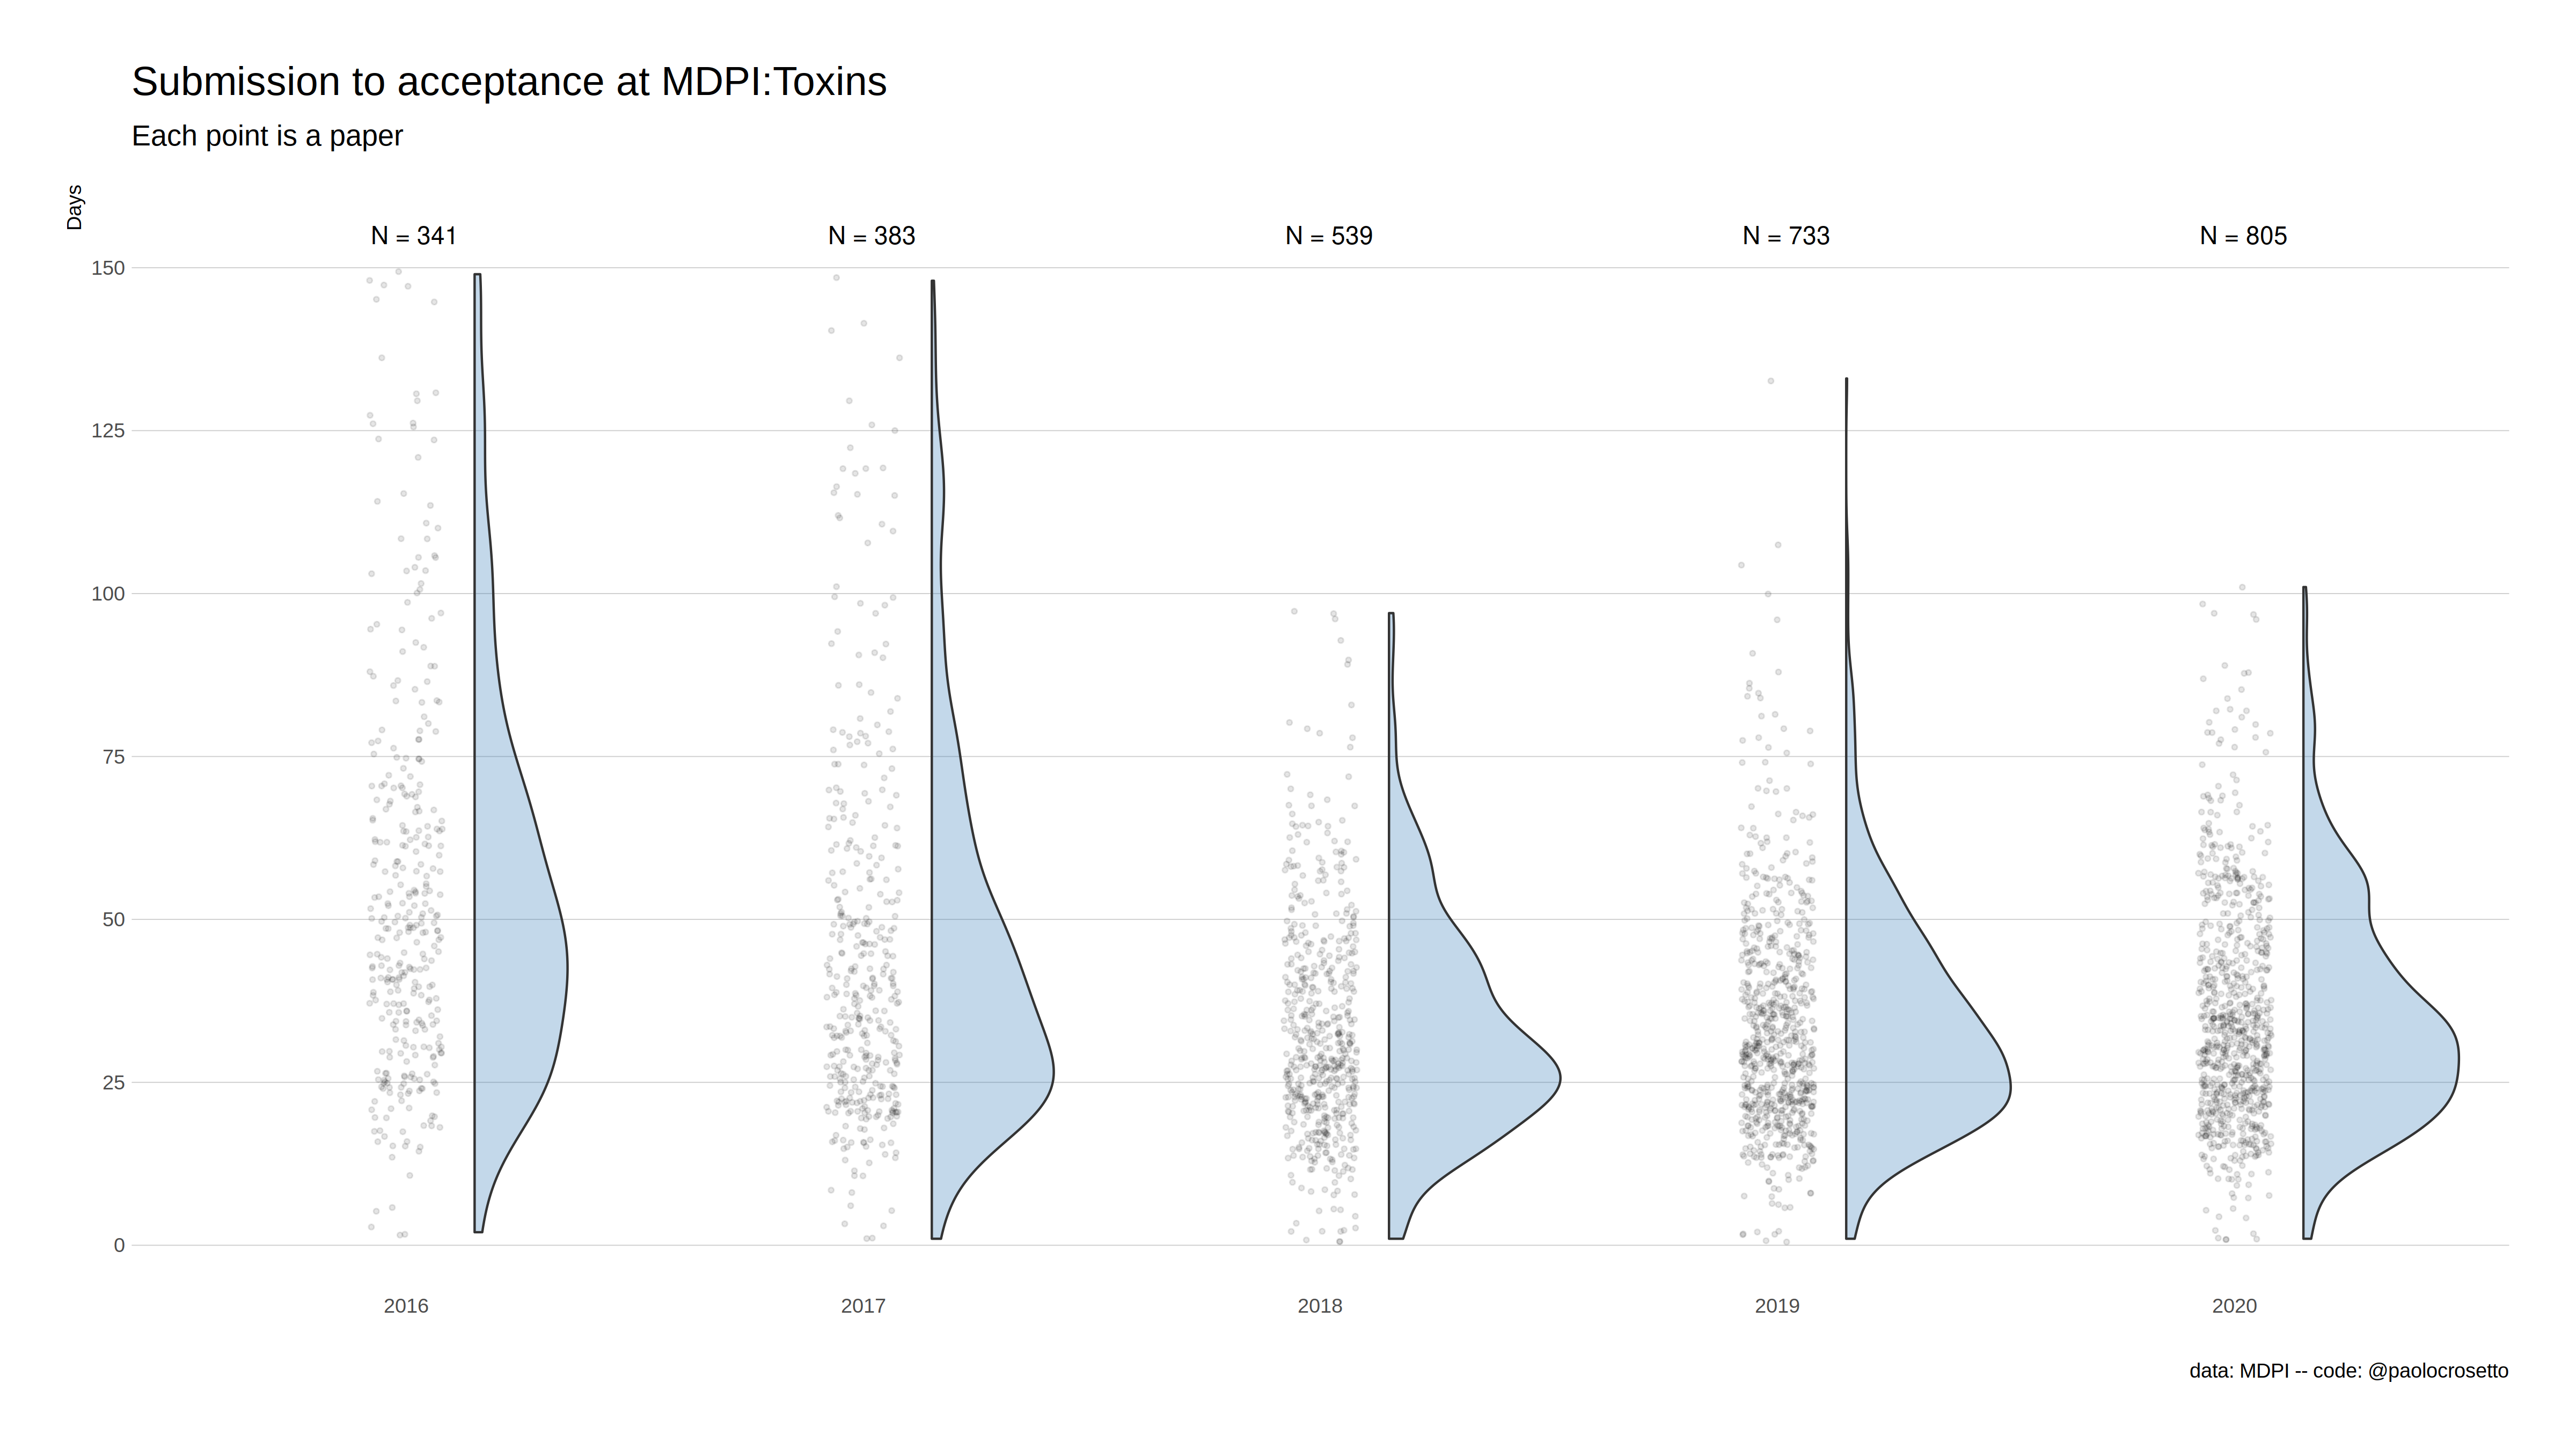 Submission to acceptance at MDPI:Toxins
Each point is a paper
Days
N = 341
N = 383
N = 539
N = 733
N = 805
150
125
100
75
50
25
0
2016
2017
2018
2019
2020
data: MDPI -- code: @paolocrosetto